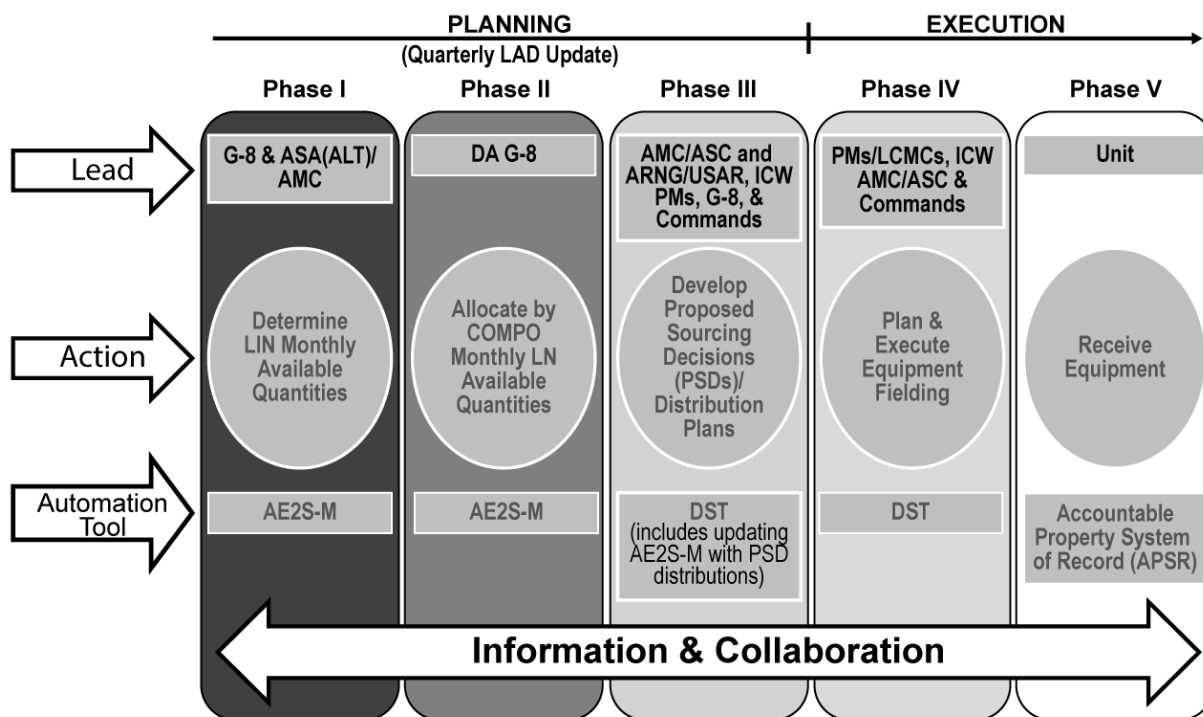 PLANNING
EXECUTION
(Quarterly LAD Update)
Phase I
Phase II
Phase III
Phase IV
Phase V
Lead
G-8 & ASA(ALT)/
AMC
DA G-8
AMC/ASC and
ARNG/USAR, ICW
PMs, G-8, &
Commands
PMs/LCMCs, ICW
AMC/ASC &
Commands
Unit
Action
Determine
LIN Monthly
Available
Quantities
Allocate by
COMPO
Monthly LN
Available
Quantities
Develop
Proposed
Sourcing
Decisions
(PSDs)/
Distribution
Plans
Plan &
Execute
Equipment
Fielding
Receive
Equipment
Automation
Tool
AE2S-M
AE2S-M
DST
(includes updating
AE2S-M with PSD
distributions)
DST
Accountable
Property System
of Record (APSR)
Information & Collaboration